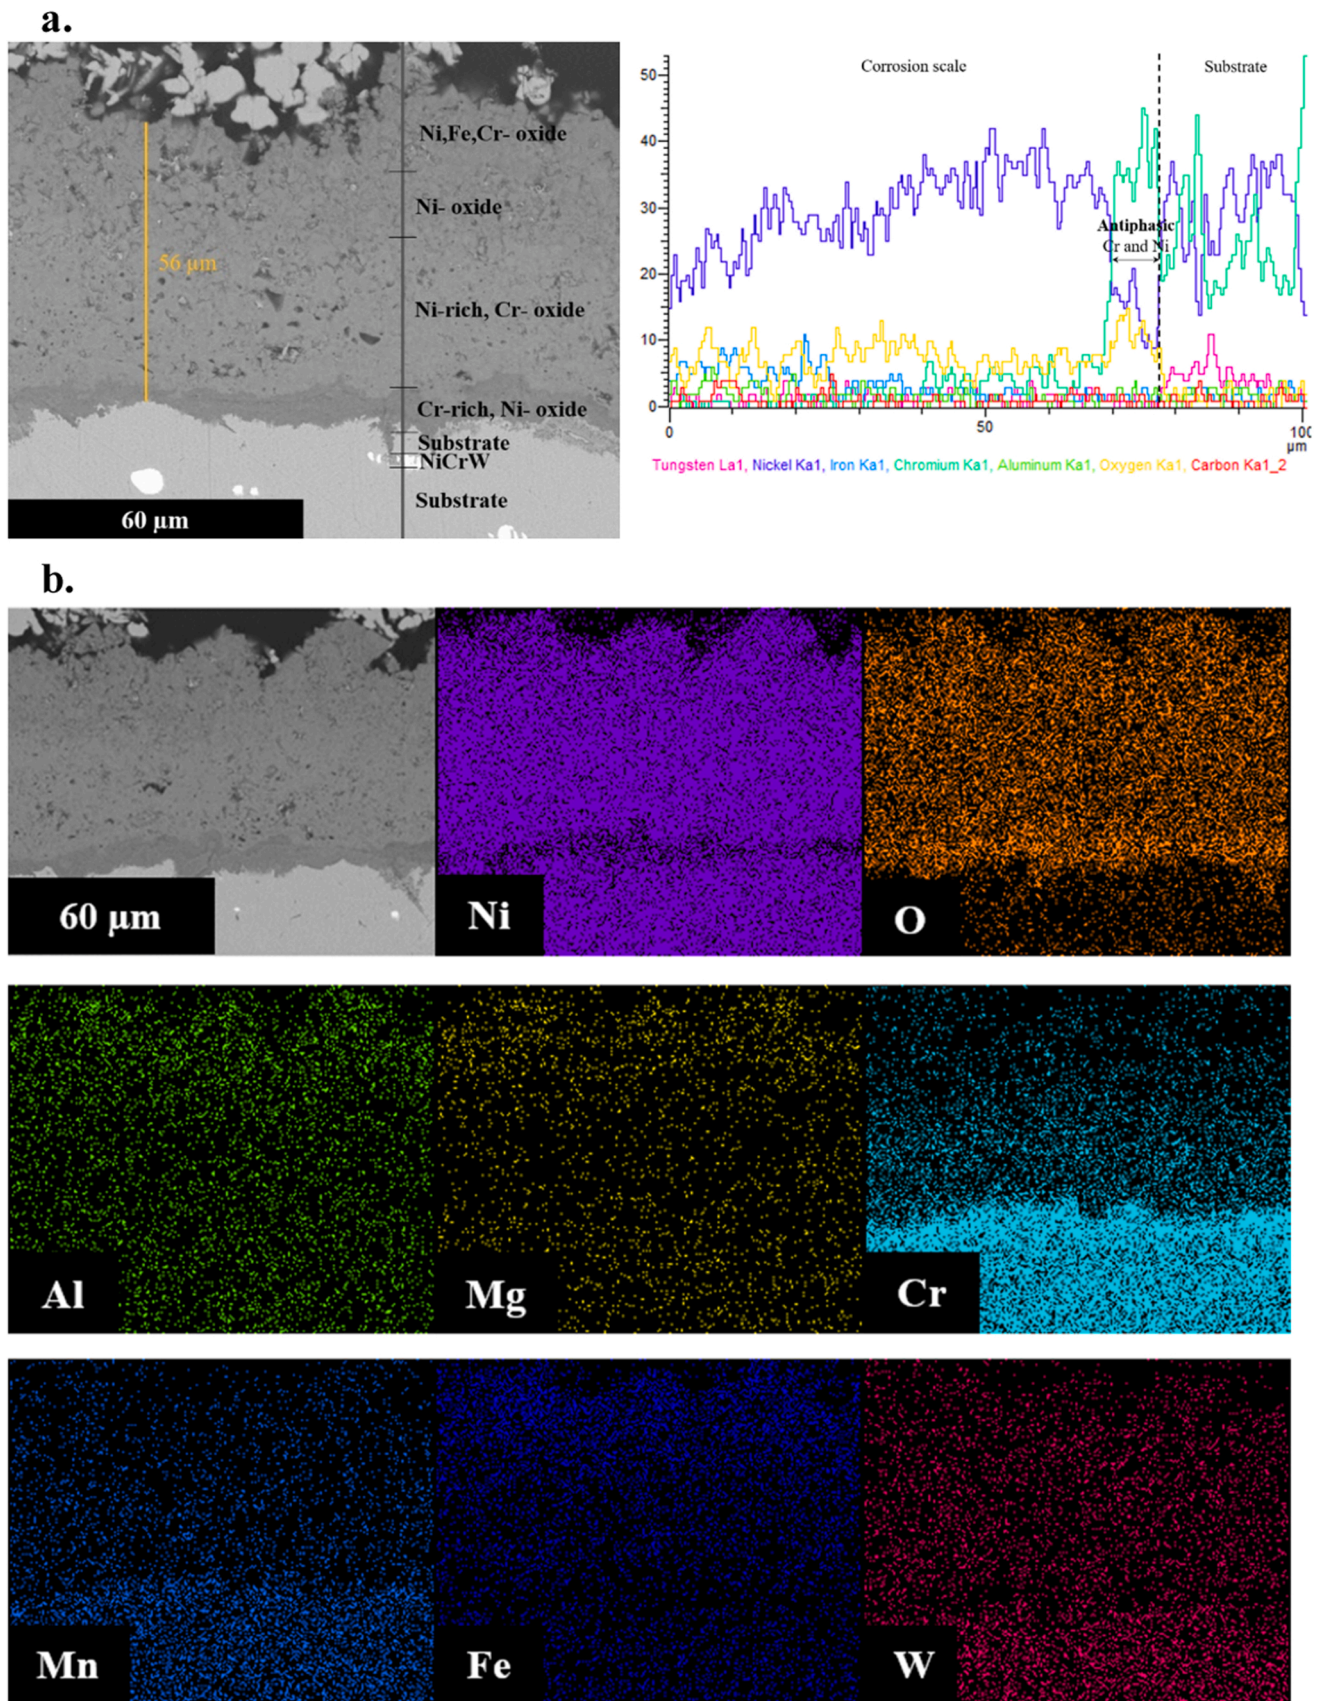 a.
Ni,Fe,Cr- oxide
Ni- oxide
56 µm
Ni-rich, Cr- oxide
Cr-rich, Ni- oxide
Substrate
NiCrW
Substrate
60 µm
Corrosion scale
Substrate
50
40
30
20
10
0
Antiphasic
Cr and Ni
0
50
100
µm
Tungsten La1, Nickel Ka1, Iron Ka1, Chromium Ka1, Aluminum Ka1, Oxygen Ka1, Carbon Ka1_2
b.
60 µm
Ni
O
Al
Mg
Cr
Mn
Fe
W